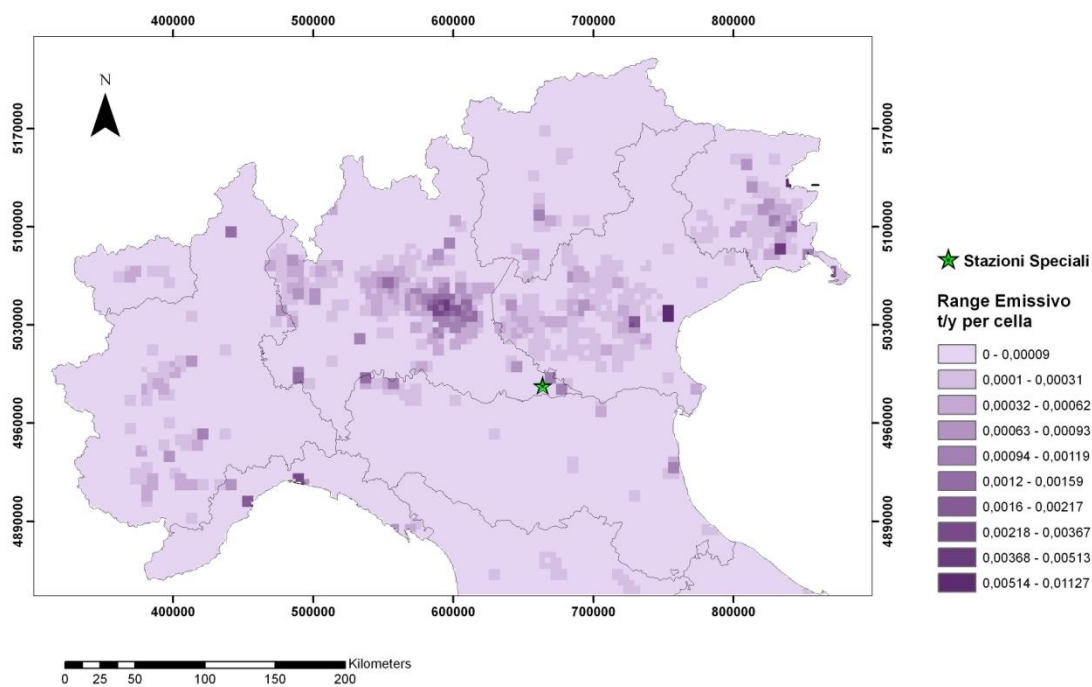 400000 500000 600000 700000 800000
N
5170000 5170000
5100000 5100000
5030000 5030000
4960000 4960000
4890000 4890000
400000 500000 600000 700000 800000
Kilometers
0 25 50 100 150 200
Stazioni Speciali
Range Emissivo
t/y per cella
0 - 0,00009
0,0001 - 0,00031
0,00032 - 0,00062
0,00063 - 0,00093
0,00094 - 0,00119
0,0012 - 0,00159
0,0016 - 0,00217
0,00218 - 0,00367
0,00368 - 0,00513
0,00514 - 0,01127